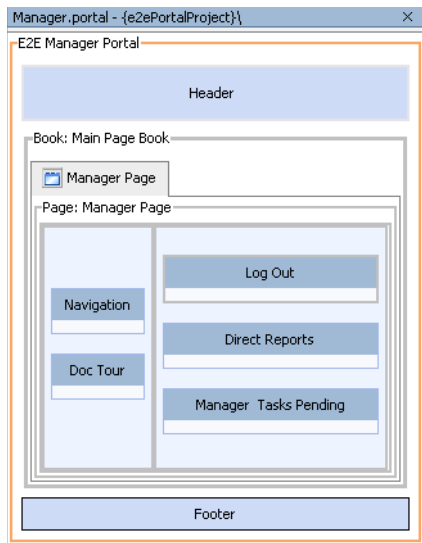 Manager.portal - {e2ePortalProject}\
E2E Manager Portal
Header
Book: Main Page Book
Manager Page
Page: Manager Page
Log Out
Navigation
Direct Reports
Doc Tour
Manager Tasks Pending
Footer